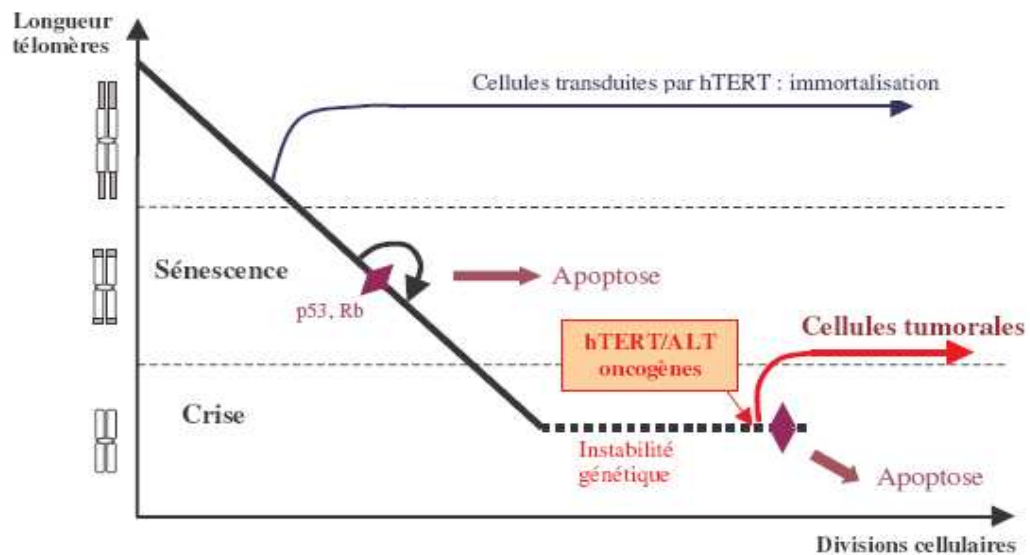 Longueur
télomères
Cellules transduites par hTERT : immortalisation
Sénescence
p53, Rb
Apoptose
Cellules tumorales
hTERT/ALT
oncogènes
Crise
Instabilité
génétique
Apoptose
Divisions cellulaires